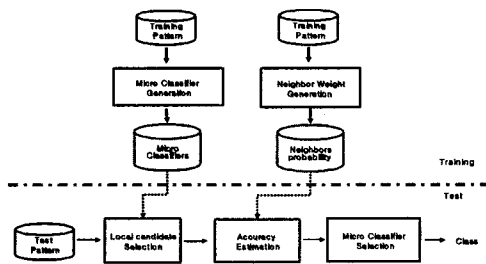 Training
Pattern
Training
Pattern
Micro Classifier
Generation
Neighbor Weight
Generation
Micro
Classifiers
Neighbors
probability
Training
Test
Test
Pattern
Local candidate
Selection
Accuracy
Estimation
Micro Classifier
Selection
Class